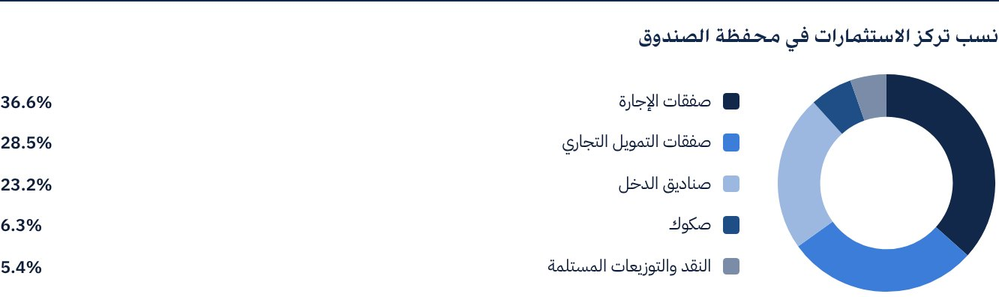 نسب تركز الاستثمارات في محفظة الصندوق
صفقات الإجارة 36.6%
صفقات التمويل التجاري 28.5%
صناديق الدخل 23.2%
صكوك 6.3%
النقد والتوزيعات المستلمة 5.4%